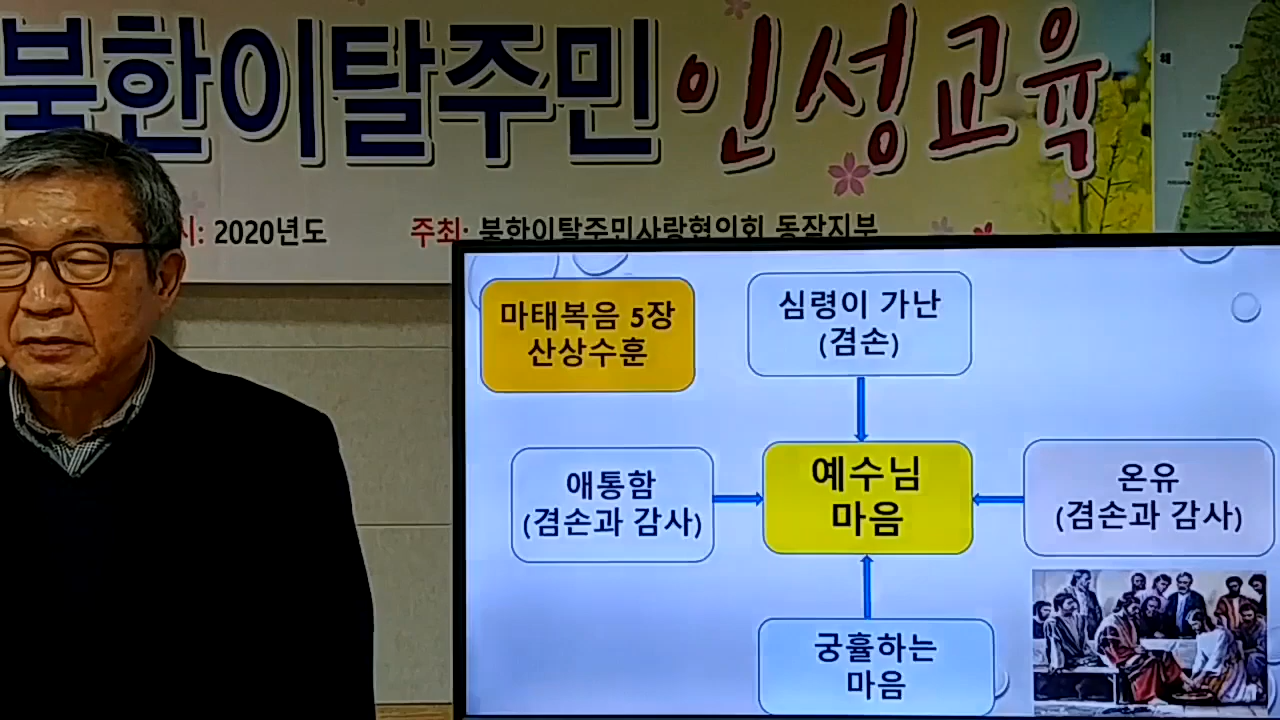 북한이탈주민 인성교육
시: 2020년도 주최: 북한이탈주민사랑협의회 동작지부
마태복음 5장
산상수훈
심령이 가난
(겸손)
애통함
(겸손과 감사)
예수님
마음
온유
(겸손과 감사)
궁휼하는
마음